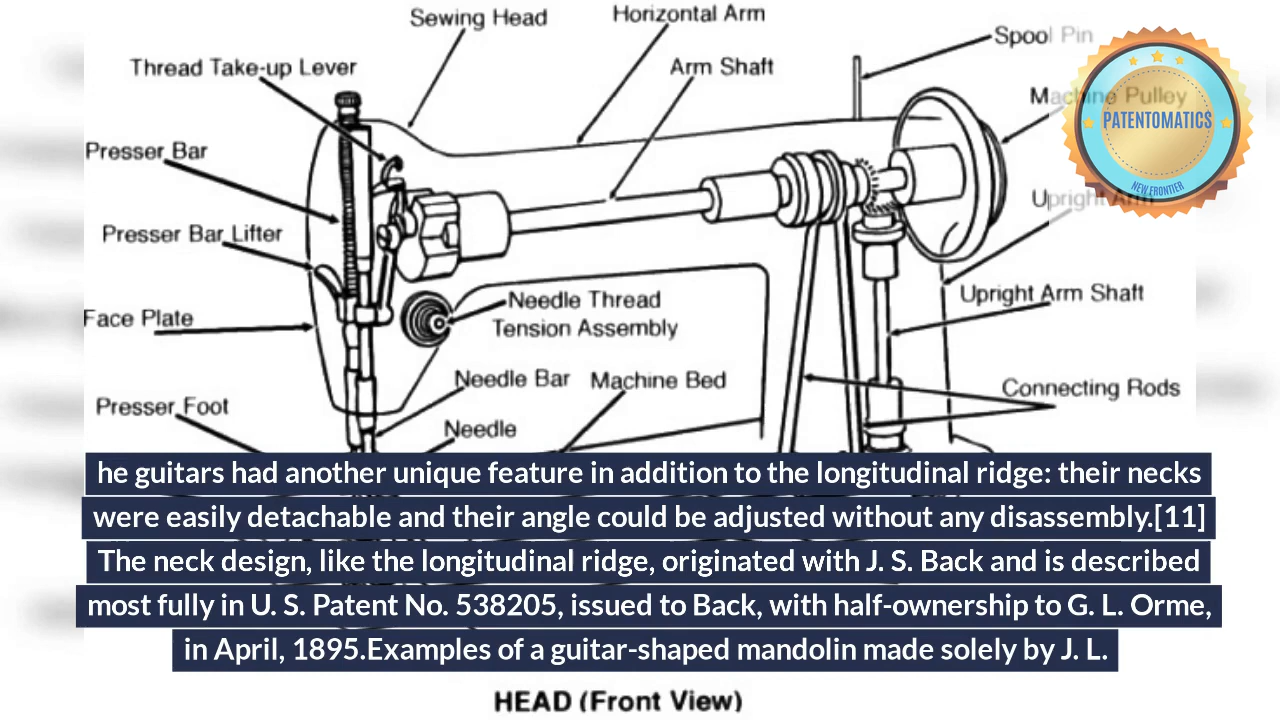 Sewing Head
Horizontal Arm
Spool Pin
Thread Take-up Lever
Arm Shaft
Machine Pulley
PATENTOMATICS
NEW FRONTIER
Presser Bar
Upright Arm
Presser Bar Lifter
Needle Thread
Tension Assembly
Upright Arm Shaft
Face Plate
Needle Bar
Machine Bed
Connecting Rods
Presser Foot
Needle
he guitars had another unique feature in addition to the longitudinal ridge: their necks
were easily detachable and their angle could be adjusted without any disassembly.[11]
The neck design, like the longitudinal ridge, originated with J. S. Back and is described
most fully in U. S. Patent No. 538205, issued to Back, with half-ownership to G. L. Orme,
in April, 1895.Examples of a guitar-shaped mandolin made solely by J. L.
HEAD (Front View)